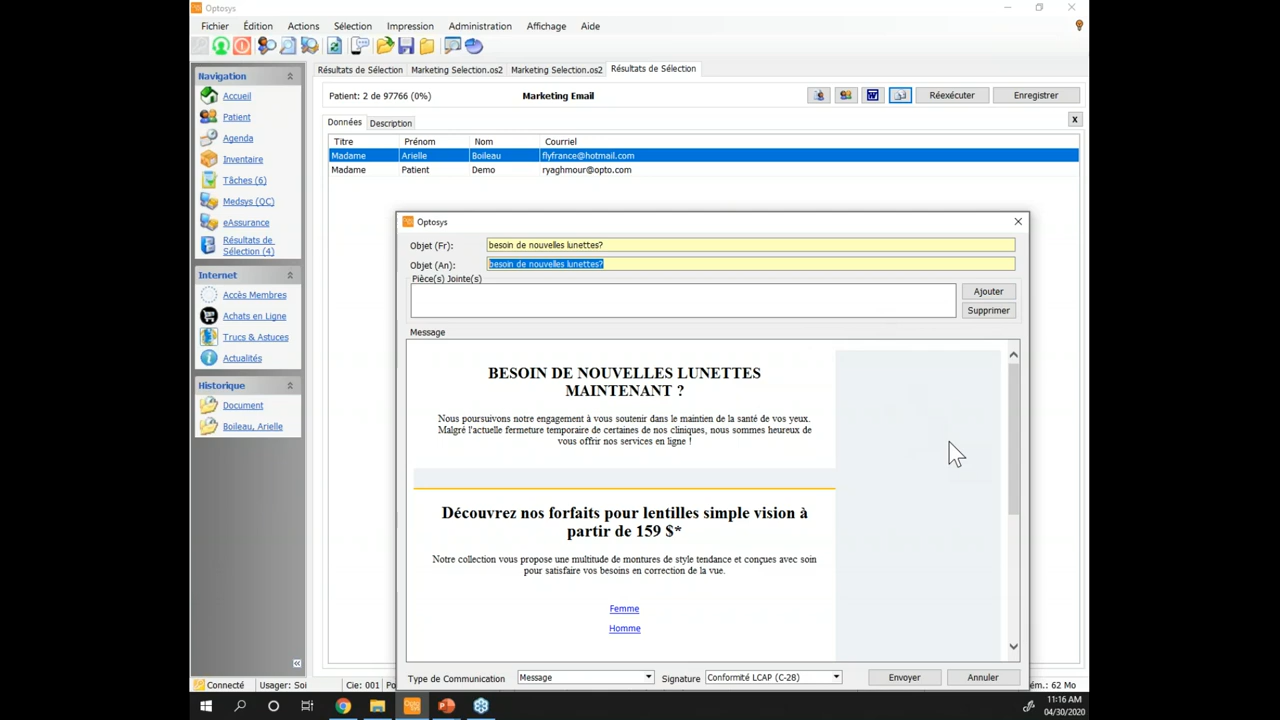 Optosys
Fichier Édition Actions Sélection Impression Administration Affichage Aide
Navigation
Accueil
Patient
Agenda
Inventaire
Tâches (6)
Medsys (QC)
eAssurance
Résultats de
Sélection (4)
Internet
Accès Membres
Achats en Ligne
Trucs & Astuces
Actualités
Historique
Document
Boileau, Arielle
Résultats de Sélection Marketing Selection.os2 Marketing Selection.os2 Résultats de Sélection
Patient: 2 de 97766 (0%) Marketing Email Réexécuter Enregistrer
Données Description x
Titre Prénom Nom Courriel
Madame Arielle Boileau flyfrance@hotmail.com
Madame Patient Demo ryaghmour@opto.com
Optosys
Objet (Fr): besoin de nouvelles lunettes?
Objet (An): besoin de nouvelles lunettes?
Pièce(s) Jointe(s)
Ajouter
Supprimer
Message
BESOIN DE NOUVELLES LUNETTES
MAINTENANT ?
Nous poursuivons notre engagement à vous soutenir dans le maintien de la santé de vos yeux.
Malgré l'actuelle fermeture temporaire de certaines de nos cliniques, nous sommes heureux de
vous offrir nos services en ligne !
Découvrez nos forfaits pour lentilles simple vision à
partir de 159 $*
Notre collection vous propose une multitude de montures de style tendance et conçues avec soin
pour satisfaire vos besoins en correction de la vue.
Femme
Homme
Type de Communication Message Signature Conformité LCAP (C-28) Envoyer Annuler
Connecté Usager: Soi Cie: 001 Po ém.: 62 Mo
11:16 AM
04/30/2020